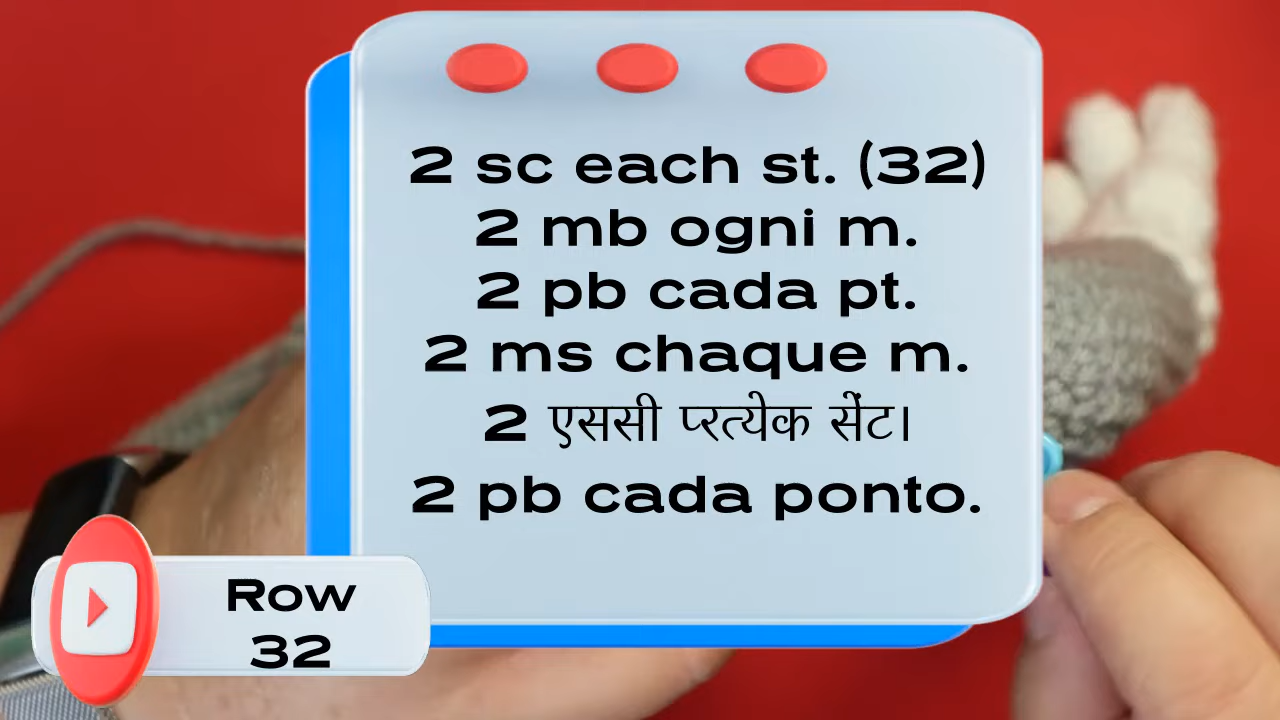 2 sc each st. (32)
2 mb ogni m.
2 pb cada pt.
2 ms chaque m.
2 एससी प्रत्येक सेंट।
2 pb cada ponto.
Row
32